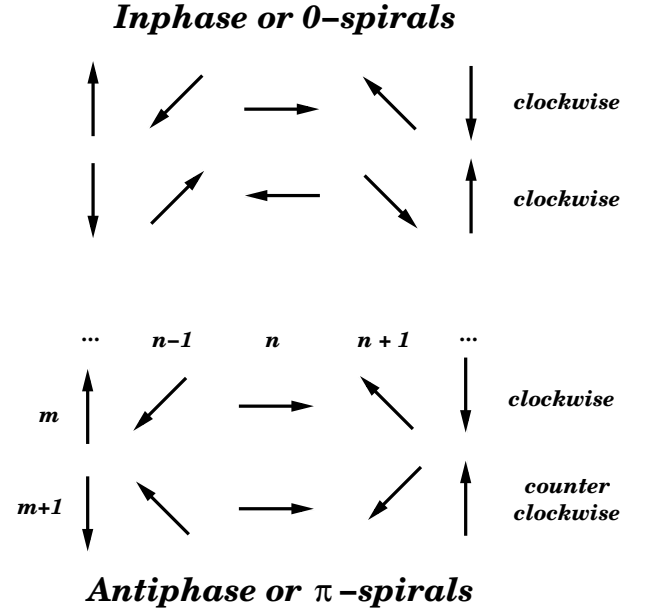 Inphase or 0−spirals
clockwise
clockwise
... n−1 n n + 1 ...
m clockwise
m+1 counter
clockwise
Antiphase or π−spirals